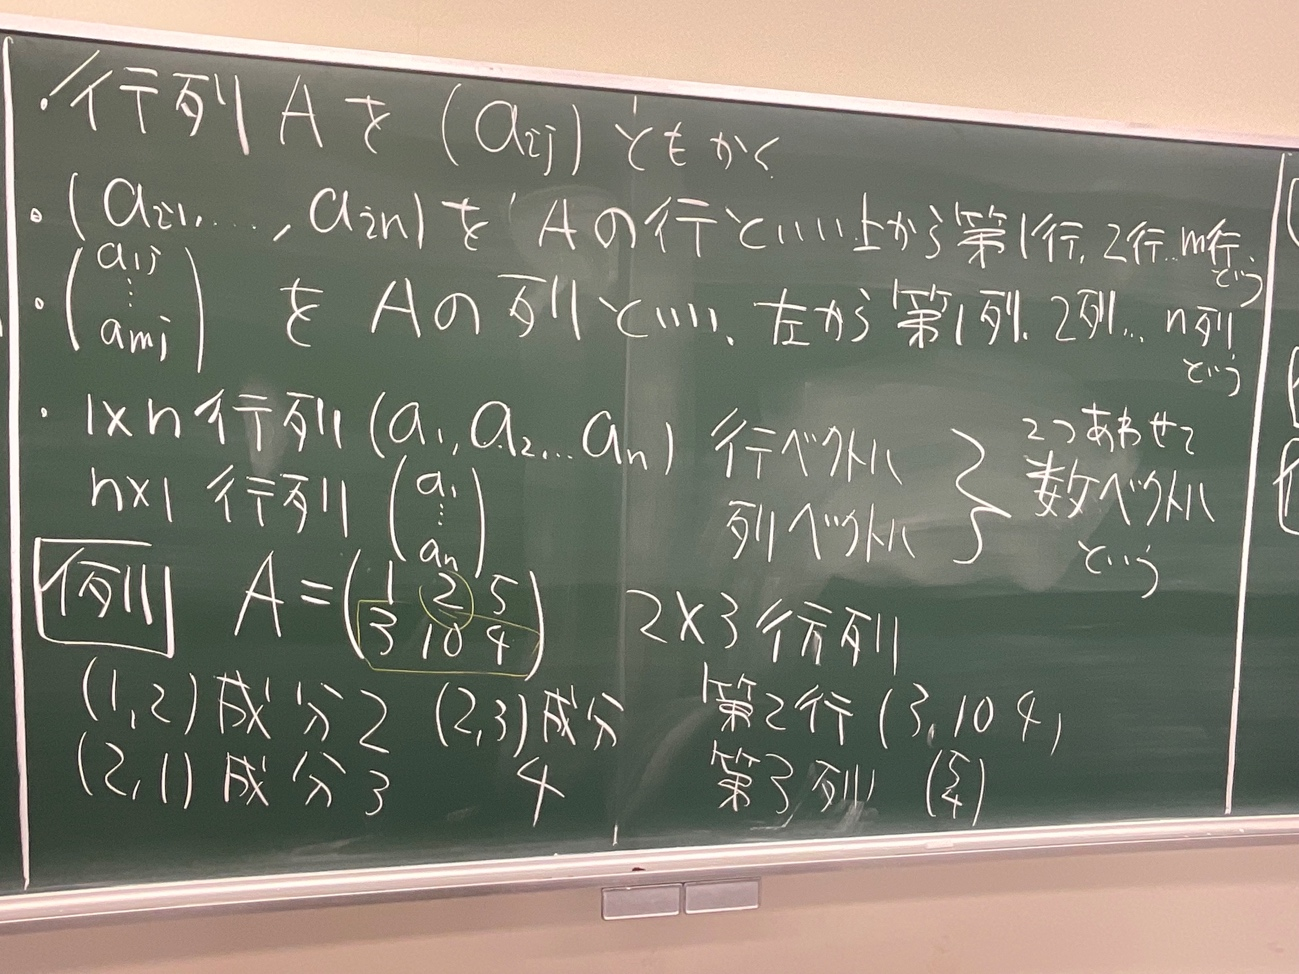 ・行列 A を (aij) ともかく
・(ai1, ..., ain) を A の行といい上から第1行, 2行...m行, という
・(a1j ⋮ amj) を A の列といい、左から第1列, 2列... n列 という
・1×n 行列 (a1, a2...an) 行ベクトル
n×1 行列 (a1 ⋮ an) 列ベクトル
} 2つあわせて
数ベクトル
という
例 A = (1 2 5
3 10 4) 2×3 行列
(1,2) 成分 2 (2,3) 成分 第2行 (3, 10 4)
(2,1) 成分 3 4 第3列 (5 4)